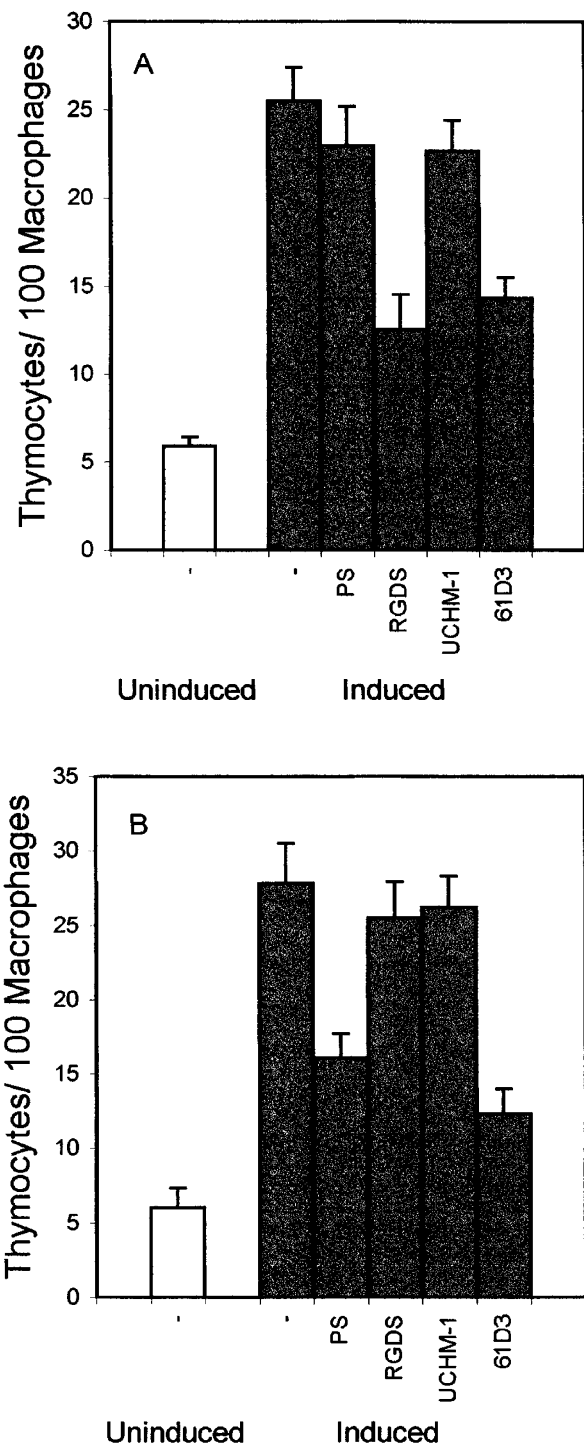 A
Thymocytes/ 100 Macrophages
30
25
20
15
10
5
0
- - PS RGDS UCHM-1 61D3
Uninduced Induced
B
Thymocytes/ 100 Macrophages
35
30
25
20
15
10
5
0
- - PS RGDS UCHM-1 61D3
Uninduced Induced